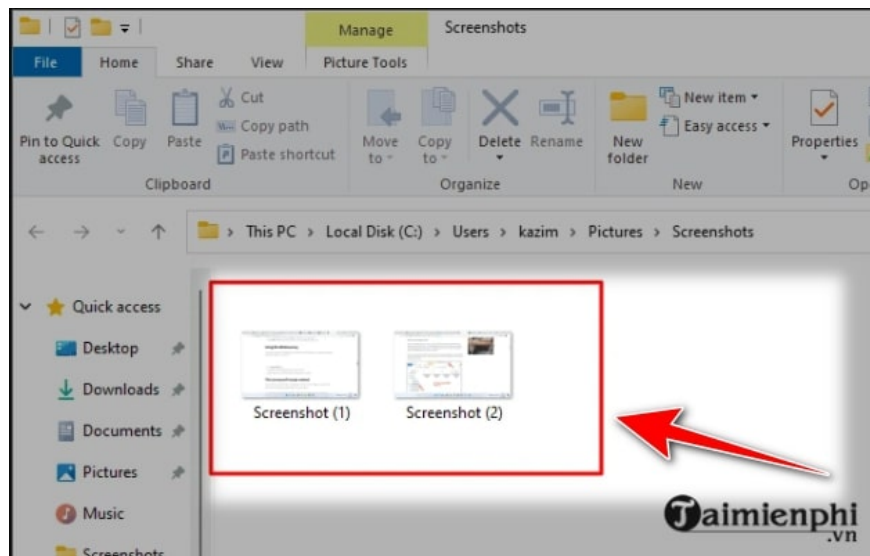 Manage
Screenshots
File
Home
Share
View
Picture Tools
Pin to Quick
access
Copy
Paste
Cut
Copy path
Paste shortcut
Clipboard
Move
to
Copy
to
Delete
Rename
Organize
New
folder
New item
Easy access
New
Properties
This PC > Local Disk (C:) > Users > kazim > Pictures > Screenshots
Quick access
Desktop
Downloads
Documents
Pictures
Music
Screenshots
Screenshot (1)
Screenshot (2)
Taimienphi
.vn